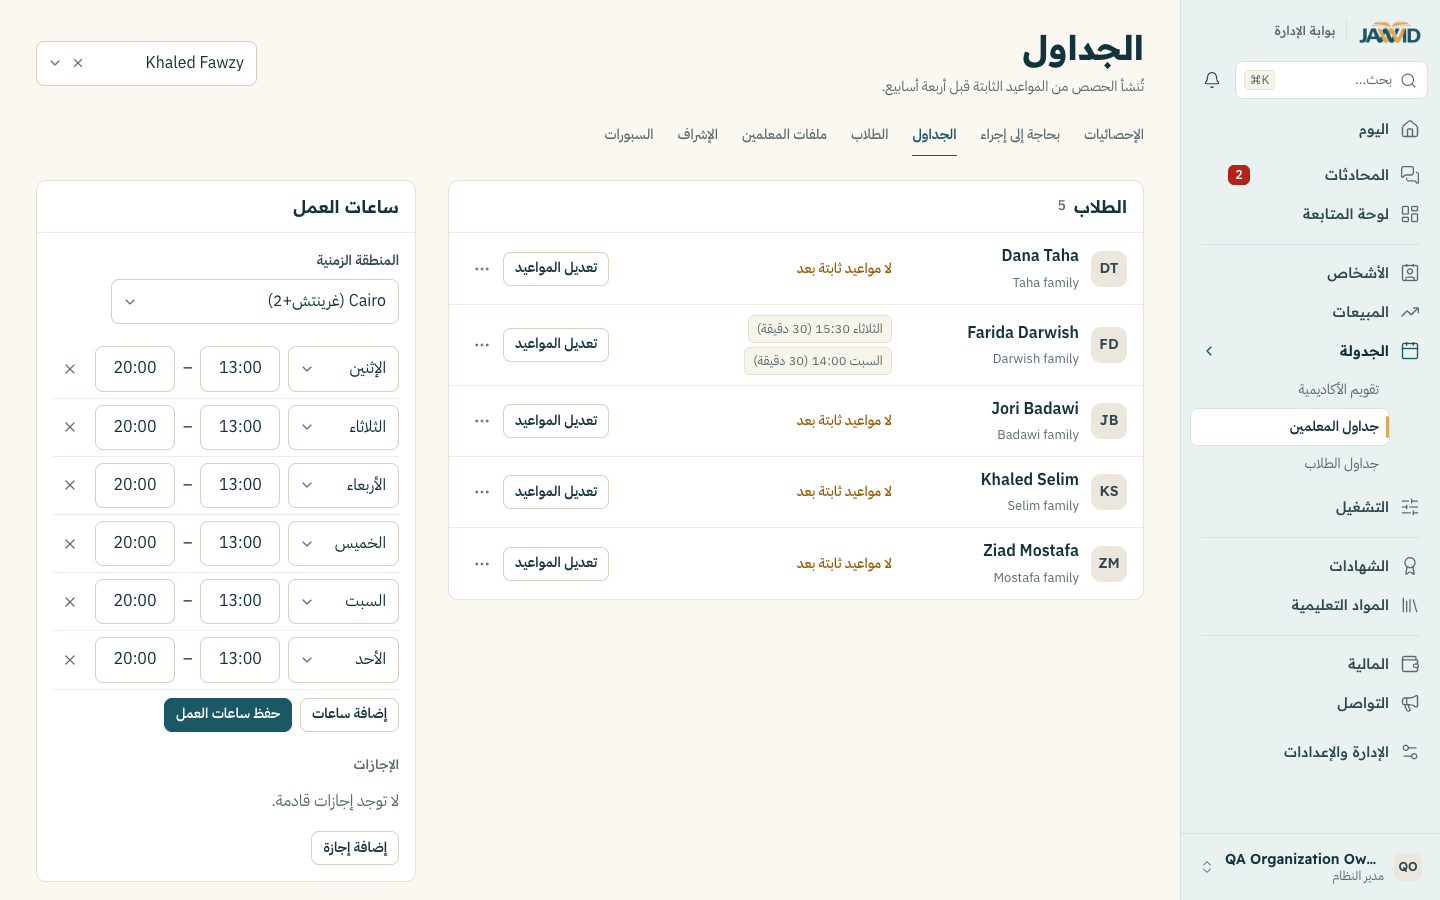 JAWWID
بوابة الإدارة
بحث...
⌘K
اليوم
المحادثات
2
لوحة المتابعة
الأشخاص
المبيعات
الجدولة
تقويم الأكاديمية
جداول المعلمين
جداول الطلاب
التشغيل
الشهادات
المواد التعليمية
المالية
التواصل
الإدارة والإعدادات
QO
QA Organization Ow...
مدير النظام
الجداول
تُنشأ الحصص من المواعيد الثابتة قبل أربعة أسابيع.
Khaled Fawzy
الإحصائيات
بحاجة إلى إجراء
الجداول
الطلاب
ملفات المعلمين
الإشراف
السبورات
الطلاب 5
DT
Dana Taha
Taha family
لا مواعيد ثابتة بعد
تعديل المواعيد
FD
Farida Darwish
Darwish family
الثلاثاء 15:30 (30 دقيقة)
السبت 14:00 (30 دقيقة)
تعديل المواعيد
JB
Jori Badawi
Badawi family
لا مواعيد ثابتة بعد
تعديل المواعيد
KS
Khaled Selim
Selim family
لا مواعيد ثابتة بعد
تعديل المواعيد
ZM
Ziad Mostafa
Mostafa family
لا مواعيد ثابتة بعد
تعديل المواعيد
ساعات العمل
المنطقة الزمنية
Cairo (غرينتش+2)
الإثنين 13:00 – 20:00
الثلاثاء 13:00 – 20:00
الأربعاء 13:00 – 20:00
الخميس 13:00 – 20:00
السبت 13:00 – 20:00
الأحد 13:00 – 20:00
إضافة ساعات
حفظ ساعات العمل
الإجازات
لا توجد إجازات قادمة.
إضافة إجازة